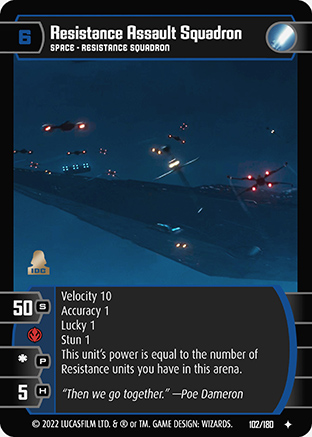 6
Resistance Assault Squadron
SPACE - RESISTANCE SQUADRON
IDC
50 S
* P
5 H
Velocity 10
Accuracy 1
Lucky 1
Stun 1
This unit's power is equal to the number of
Resistance units you have in this arena.
"Then we go together." —Poe Dameron
© 2022 LUCASFILM LTD. & ® or TM. GAME DESIGN: WIZARDS. 102/180